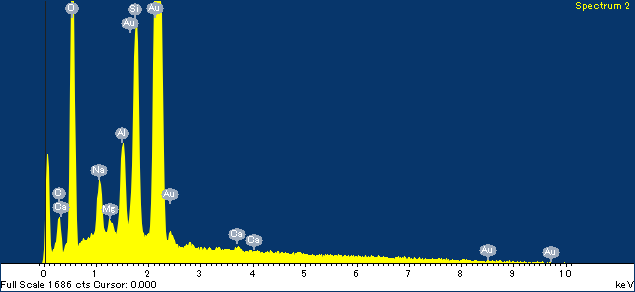 Spectrum 2
O Si Au
Au
Al
Na
O Au
Ca Mg
Ca Ca
Au Au
0 1 2 3 4 5 6 7 8 9 10
Full Scale 1686 cts Cursor: 0.000 keV